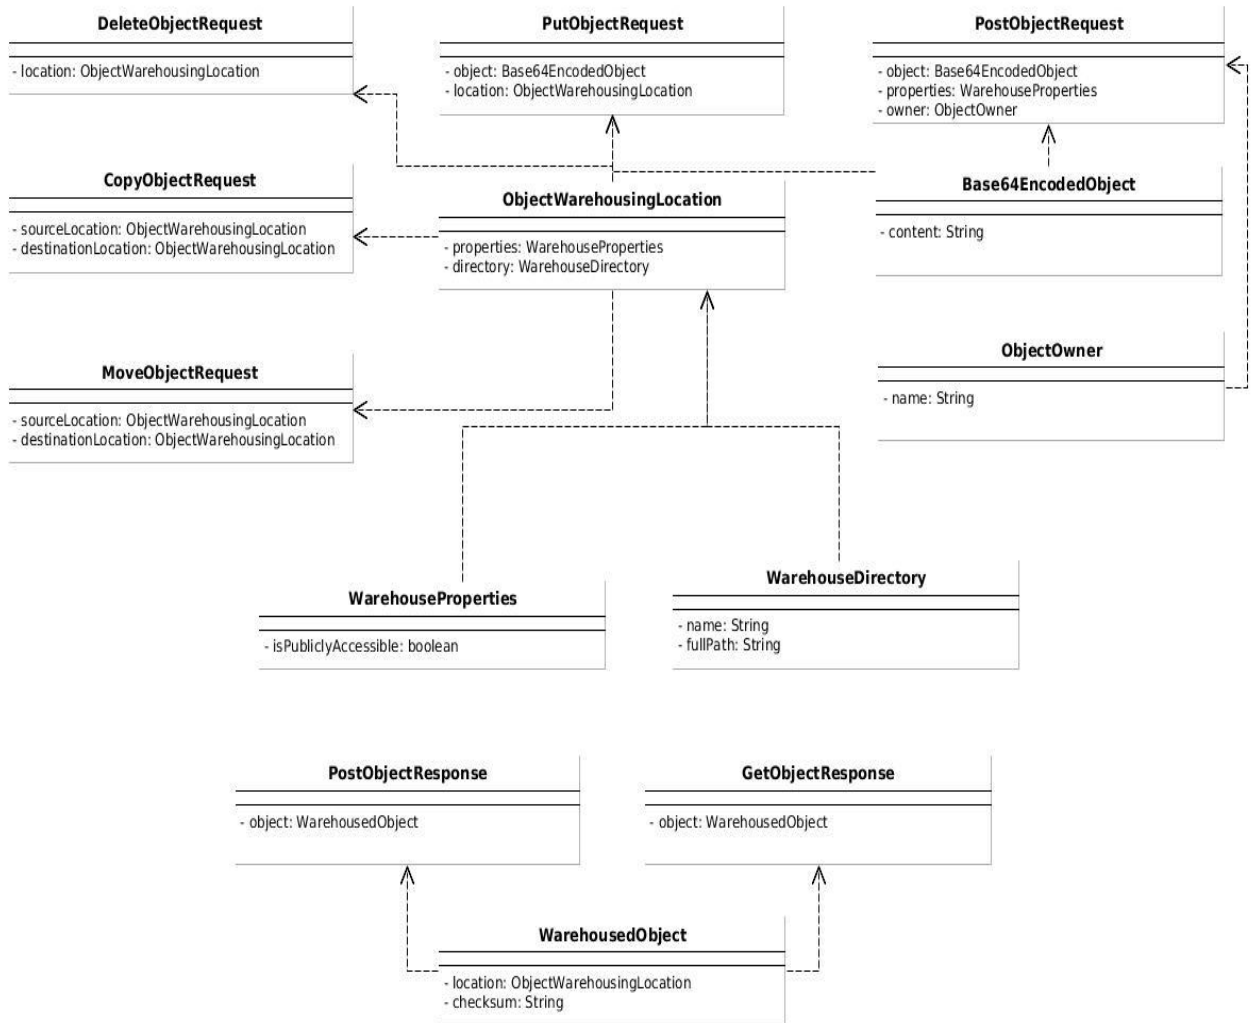 DeleteObjectRequest
- location: ObjectWarehousingLocation
PutObjectRequest
- object: Base64EncodedObject
- location: ObjectWarehousingLocation
PostObjectRequest
- object: Base64EncodedObject
- properties: WarehouseProperties
- owner: ObjectOwner
CopyObjectRequest
- sourceLocation: ObjectWarehousingLocation
- destinationLocation: ObjectWarehousingLocation
ObjectWarehousingLocation
- properties: WarehouseProperties
- directory: WarehouseDirectory
Base64EncodedObject
- content: String
MoveObjectRequest
- sourceLocation: ObjectWarehousingLocation
- destinationLocation: ObjectWarehousingLocation
ObjectOwner
- name: String
WarehouseProperties
- isPubliclyAccessible: boolean
WarehouseDirectory
- name: String
- fullPath: String
PostObjectResponse
- object: WarehousedObject
GetObjectResponse
- object: WarehousedObject
WarehousedObject
- location: ObjectWarehousingLocation
- checksum: String